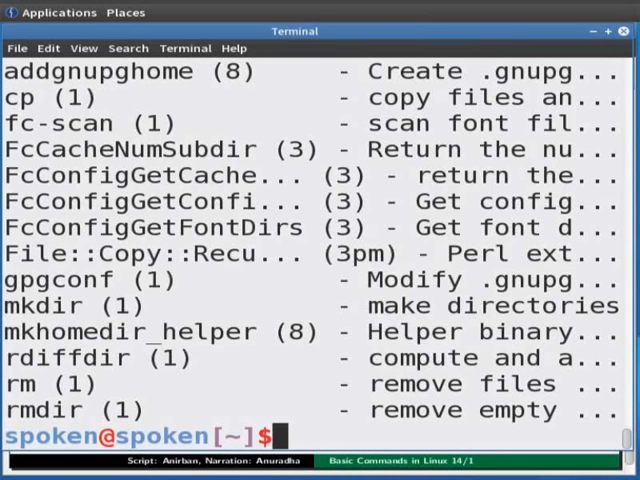 Applications Places
Terminal
File Edit View Search Terminal Help
addgnupghome (8) - Create .gnupg...
cp (1) - copy files an...
fc-scan (1) - scan font fil...
FcCacheNumSubdir (3) - Return the nu...
FcConfigGetCache... (3) - return the...
FcConfigGetConfi... (3) - Get config...
FcConfigGetFontDirs (3) - Get font d...
File::Copy::Recu... (3pm) - Perl ext...
gpgconf (1) - Modify .gnupg...
mkdir (1) - make directories
mkhomedir_helper (8) - Helper binary...
rdiffdir (1) - compute and a...
rm (1) - remove files ...
rmdir (1) - remove empty ...
spoken@spoken[~]$
Script: Anirban, Narration: Anuradha Basic Commands in Linux 14/1